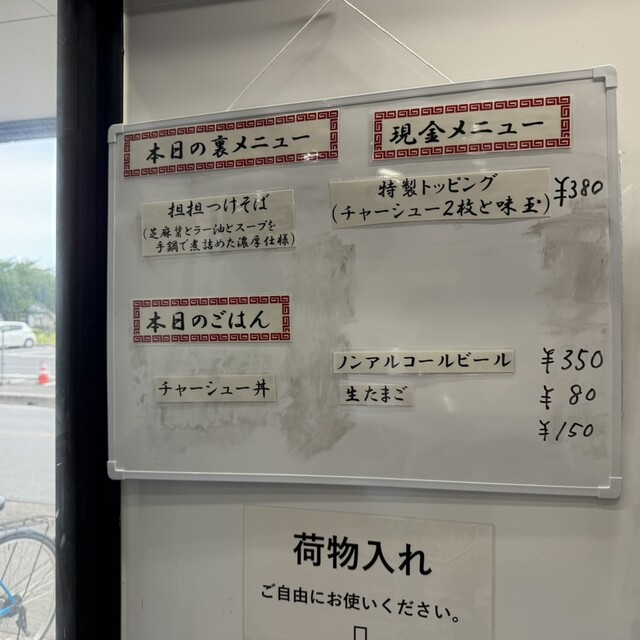 本日の裏メニュー
担担つけそば
(芝麻醤とラー油とスープを
手鍋で煮詰めた濃厚仕様)
本日のごはん
チャーシュー丼
現金メニュー
特製トッピング ¥380
(チャーシュー2枚と味玉)
ノンアルコールビール ¥350
生たまご ¥80
¥150
荷物入れ
ご自由にお使いください。